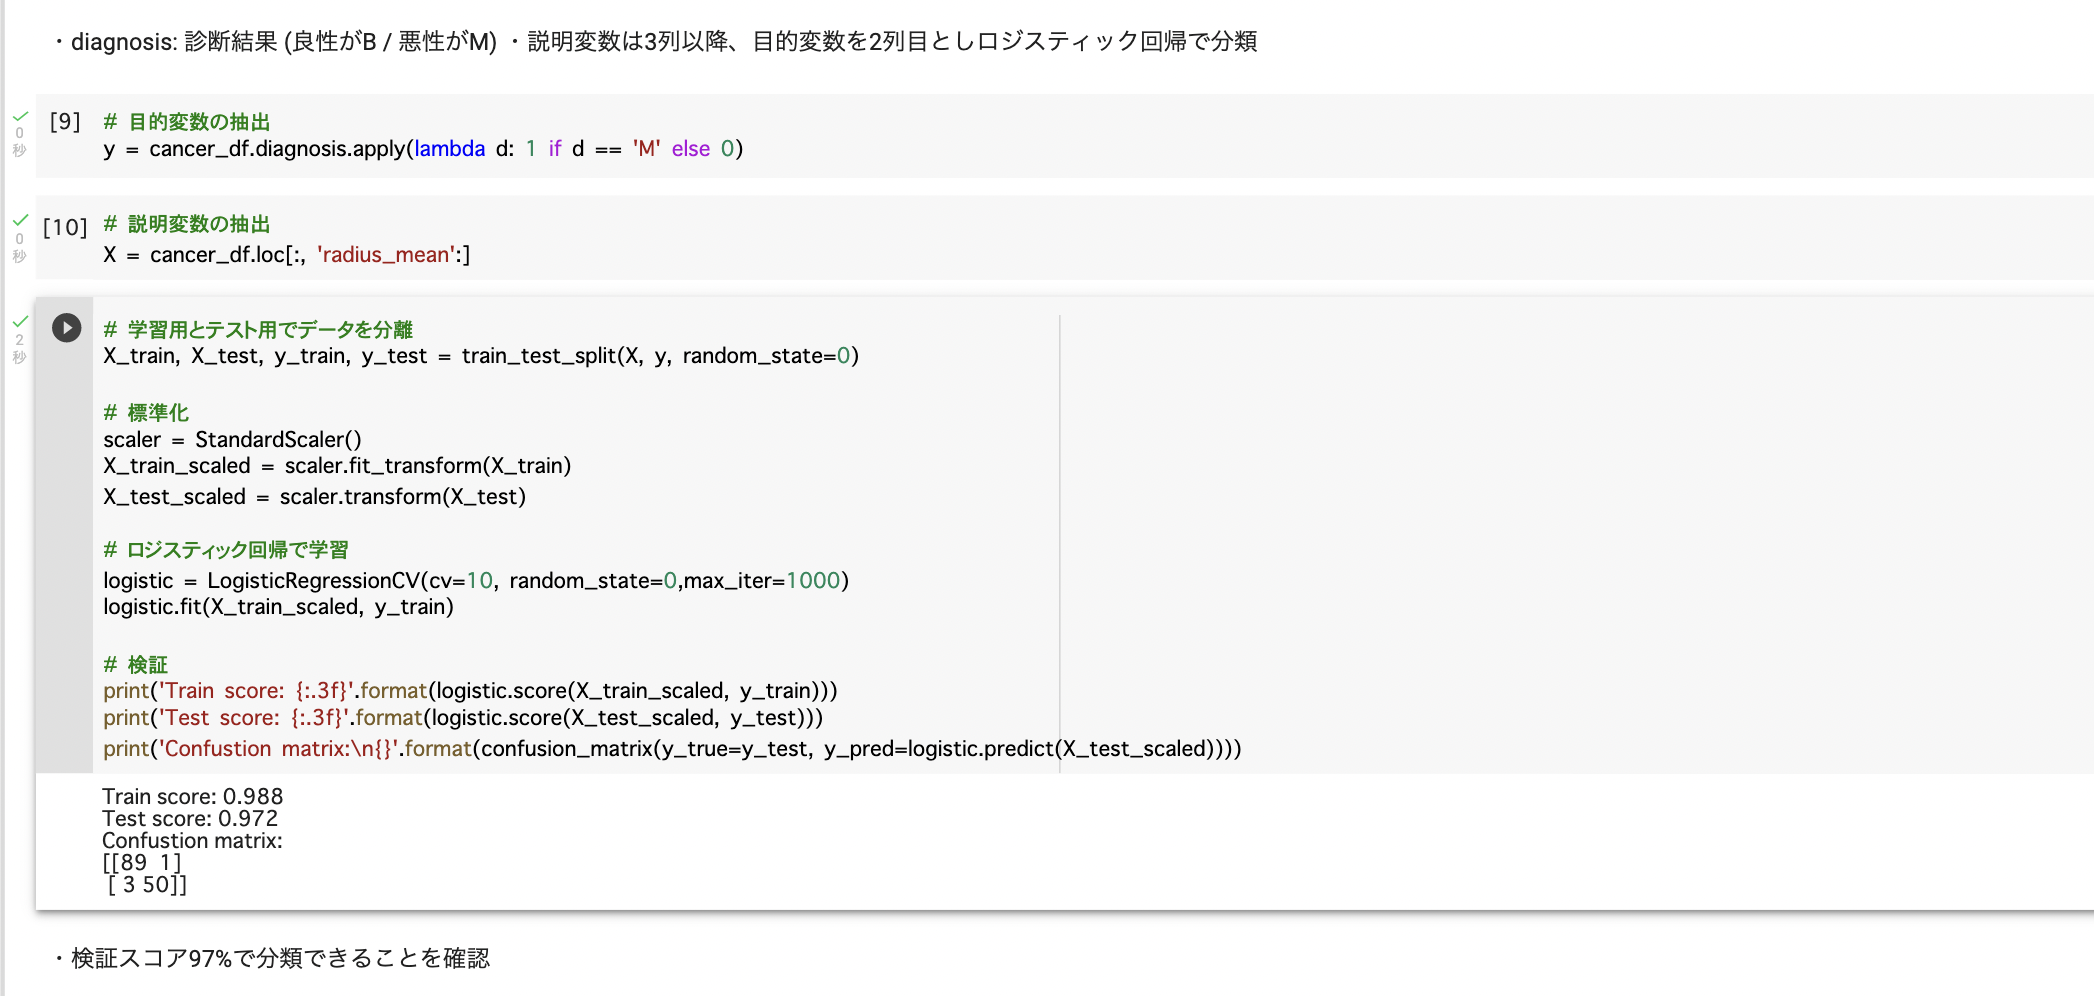 ・diagnosis: 診断結果 (良性がB / 悪性がM) ・説明変数は3列以降、目的変数を2列目としロジスティック回帰で分類
0
秒
[9]
# 目的変数の抽出
y = cancer_df.diagnosis.apply(lambda d: 1 if d == 'M' else 0)
0
秒
[10]
# 説明変数の抽出
X = cancer_df.loc[:, 'radius_mean':]
2
秒
# 学習用とテスト用でデータを分離
X_train, X_test, y_train, y_test = train_test_split(X, y, random_state=0)
# 標準化
scaler = StandardScaler()
X_train_scaled = scaler.fit_transform(X_train)
X_test_scaled = scaler.transform(X_test)
# ロジスティック回帰で学習
logistic = LogisticRegressionCV(cv=10, random_state=0,max_iter=1000)
logistic.fit(X_train_scaled, y_train)
# 検証
print('Train score: {:.3f}'.format(logistic.score(X_train_scaled, y_train)))
print('Test score: {:.3f}'.format(logistic.score(X_test_scaled, y_test)))
print('Confustion matrix:\n{}'.format(confusion_matrix(y_true=y_test, y_pred=logistic.predict(X_test_scaled))))
Train score: 0.988
Test score: 0.972
Confustion matrix:
[[89 1]
[ 3 50]]
・検証スコア97%で分類できることを確認